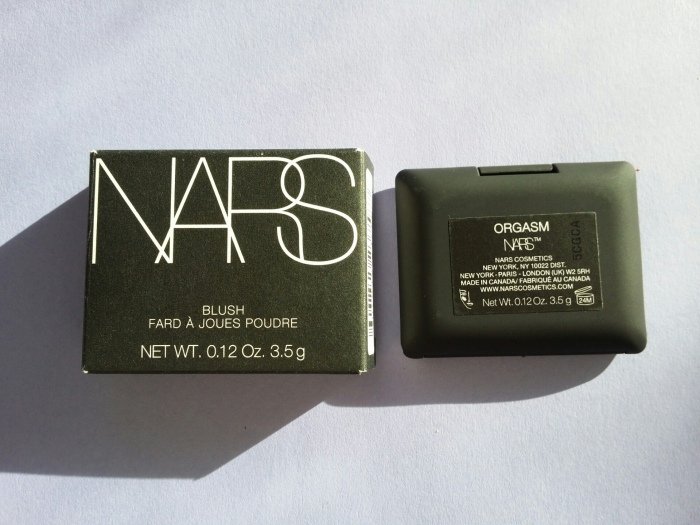 NARS
BLUSH
FARD À JOUES POUDRE
NET WT. 0.12 Oz. 3.5 g
ORGASM
NARS™
NARS COSMETICS
NEW YORK, NY 10022 DIST.
NEW YORK - PARIS - LONDON (UK) W2 5RH
MADE IN CANADA/ FABRIQUÉ AU CANADA
WWW.NARSCOSMETICS.COM
Net Wt. 0.12 Oz. 3.5 g
24M